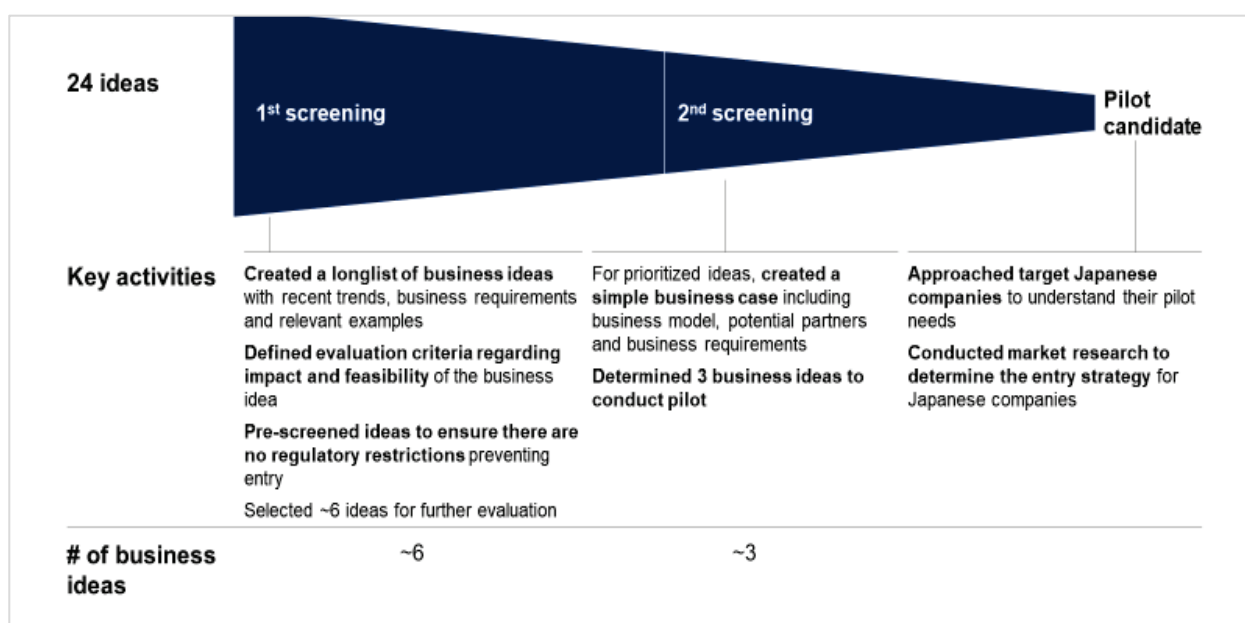 24 ideas
1st screening
2nd screening
Pilot
candidate
Key activities
Created a longlist of business ideas
with recent trends, business requirements
and relevant examples
Defined evaluation criteria regarding
impact and feasibility of the business
idea
Pre-screened ideas to ensure there are
no regulatory restrictions preventing
entry
Selected ~6 ideas for further evaluation
For prioritized ideas, created a
simple business case including
business model, potential partners
and business requirements
Determined 3 business ideas to
conduct pilot
Approached target Japanese
companies to understand their pilot
needs
Conducted market research to
determine the entry strategy for
Japanese companies
# of business
ideas
~6
~3